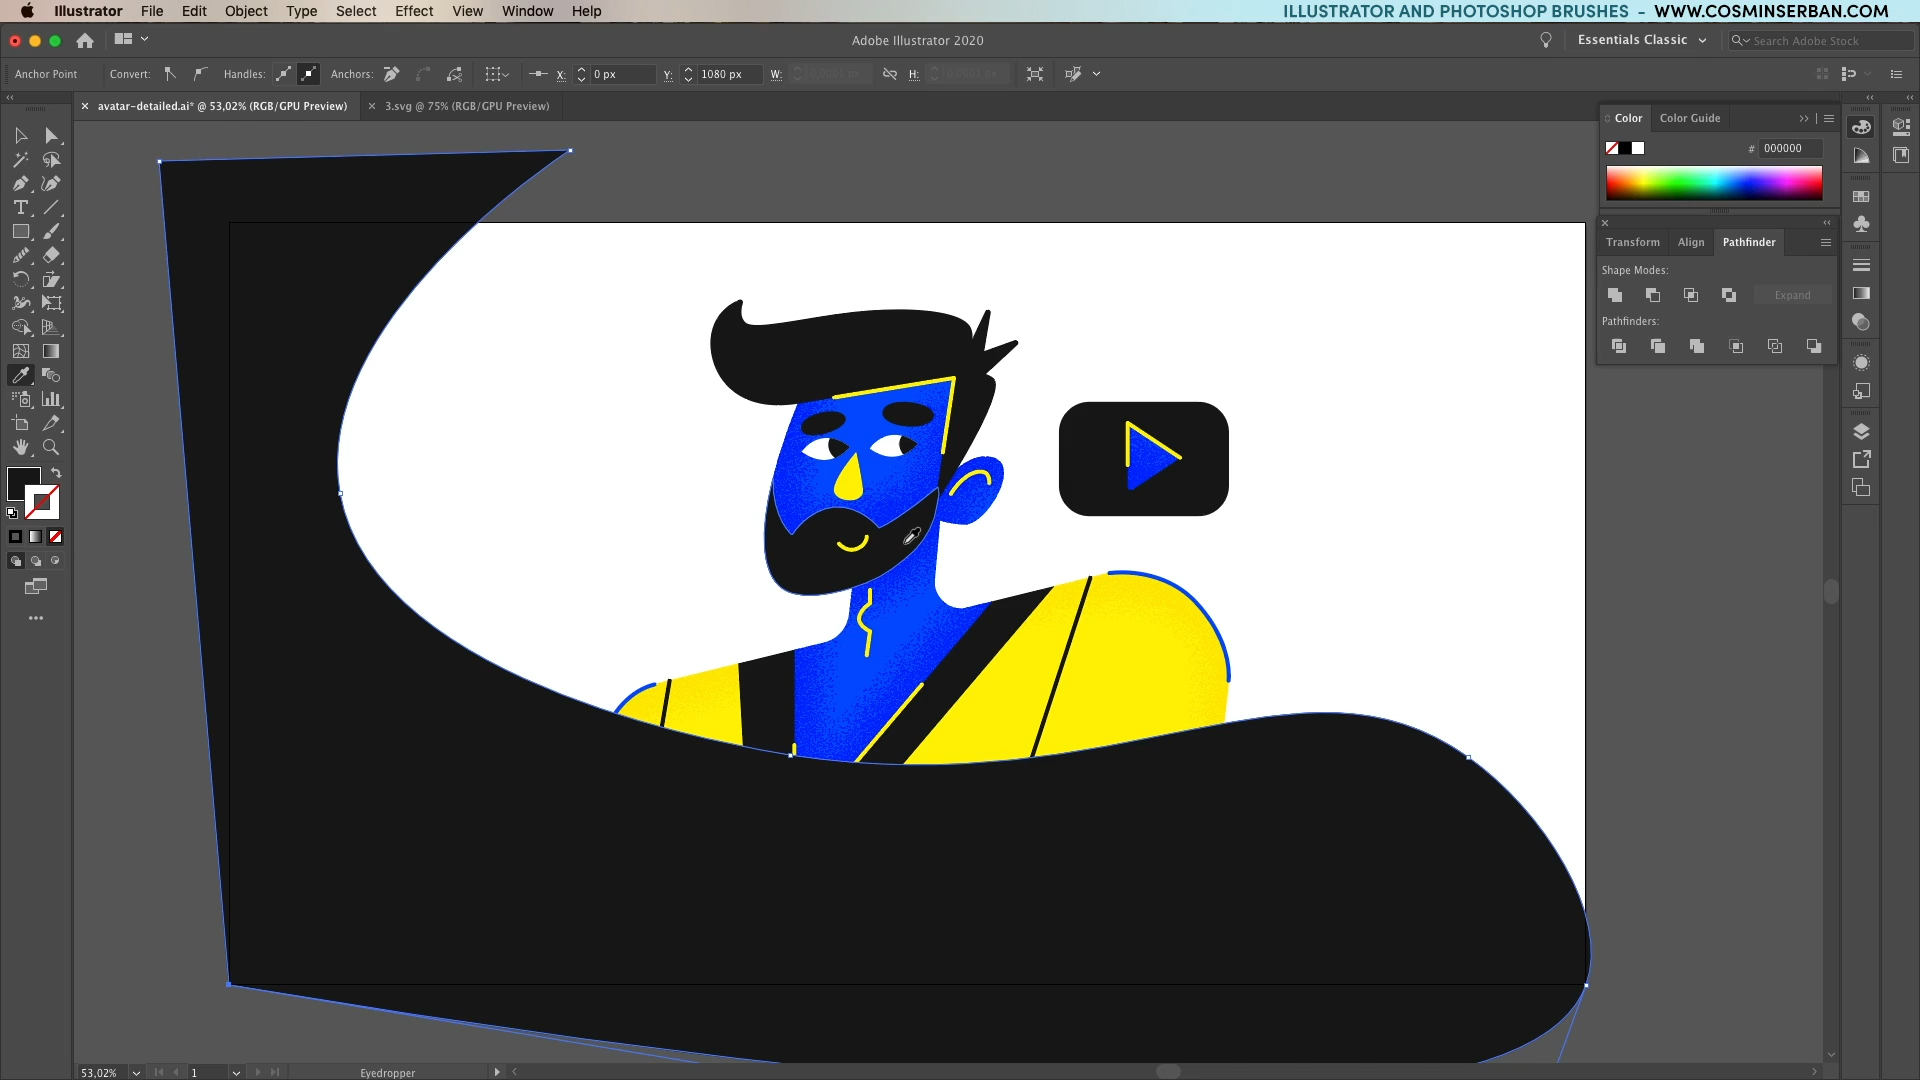 Illustrator File Edit Object Type Select Effect View Window Help
ILLUSTRATOR AND PHOTOSHOP BRUSHES - WWW.COSMINSERBAN.COM
Adobe Illustrator 2020
Essentials Classic
Search Adobe Stock
Anchor Point Convert: Handles: Anchors: X: 0 px Y: 1080 px W: H:
avatar-detailed.ai* @ 53,02% (RGB/GPU Preview)
3.svg @ 75% (RGB/GPU Preview)
Color Color Guide
# 000000
Transform Align Pathfinder
Shape Modes:
Expand
Pathfinders:
53,02% 1 Eyedropper